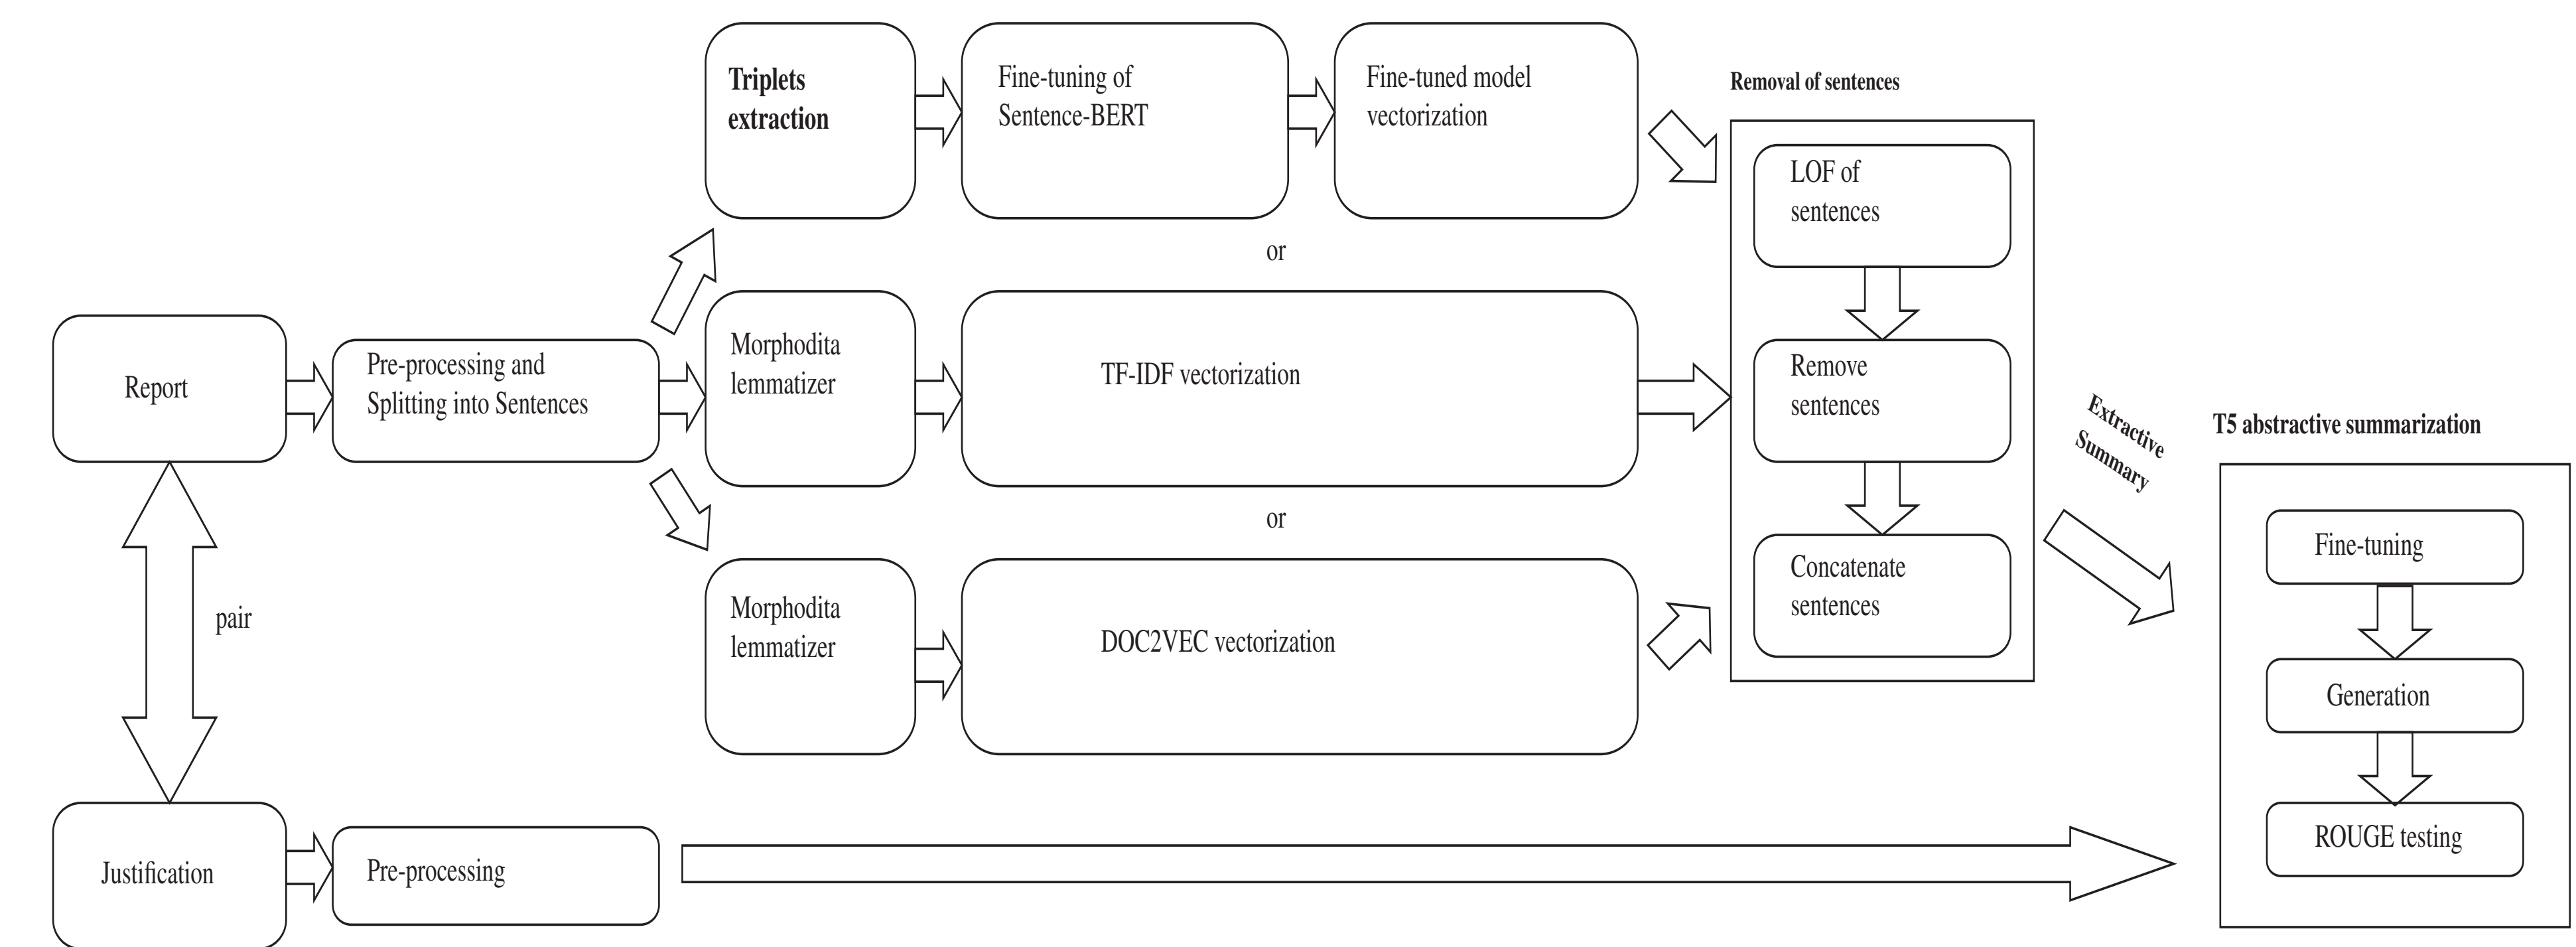 Triplets
extraction
Fine-tuning of
Sentence-BERT
Fine-tuned model
vectorization
Removal of sentences
LOF of
sentences
or
Report
Pre-processing and
Splitting into Sentences
Morphodita
lemmatizer
TF-IDF vectorization
Remove
sentences
Extractive
Summary
T5 abstractive summarization
or
Fine-tuning
pair
Morphodita
lemmatizer
DOC2VEC vectorization
Concatenate
sentences
Generation
Justification
Pre-processing
ROUGE testing